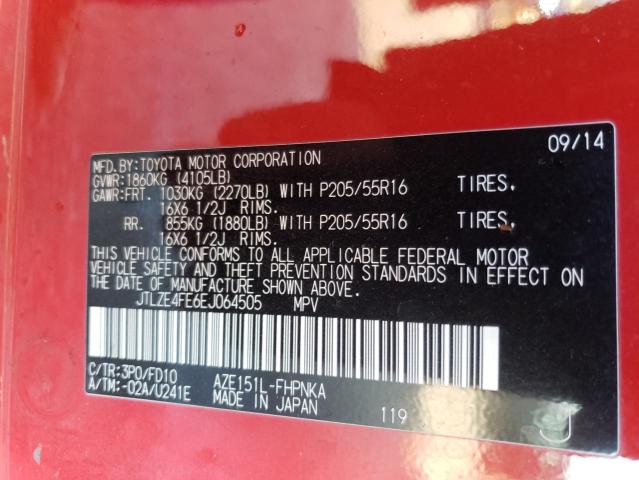 09/14
MFD.BY:TOYOTA MOTOR CORPORATION
GVWR:1860KG (4105LB)
GAWR:FRT. 1030KG (2270LB) WITH P205/55R16 TIRES,
16X6 1/2J RIMS.
RR. 855KG (1880LB) WITH P205/55R16 TIRES,
16X6 1/2J RIMS.
THIS VEHICLE CONFORMS TO ALL APPLICABLE FEDERAL MOTOR
VEHICLE SAFETY AND THEFT PREVENTION STANDARDS IN EFFECT ON
THE DATE OF MANUFACTURE SHOWN ABOVE.
JTLZE4FE6EJ064505 MPV
C/TR:3P0/FD10 AZE151L-FHPNKA
A/TM:-02A/U241E MADE IN JAPAN 119